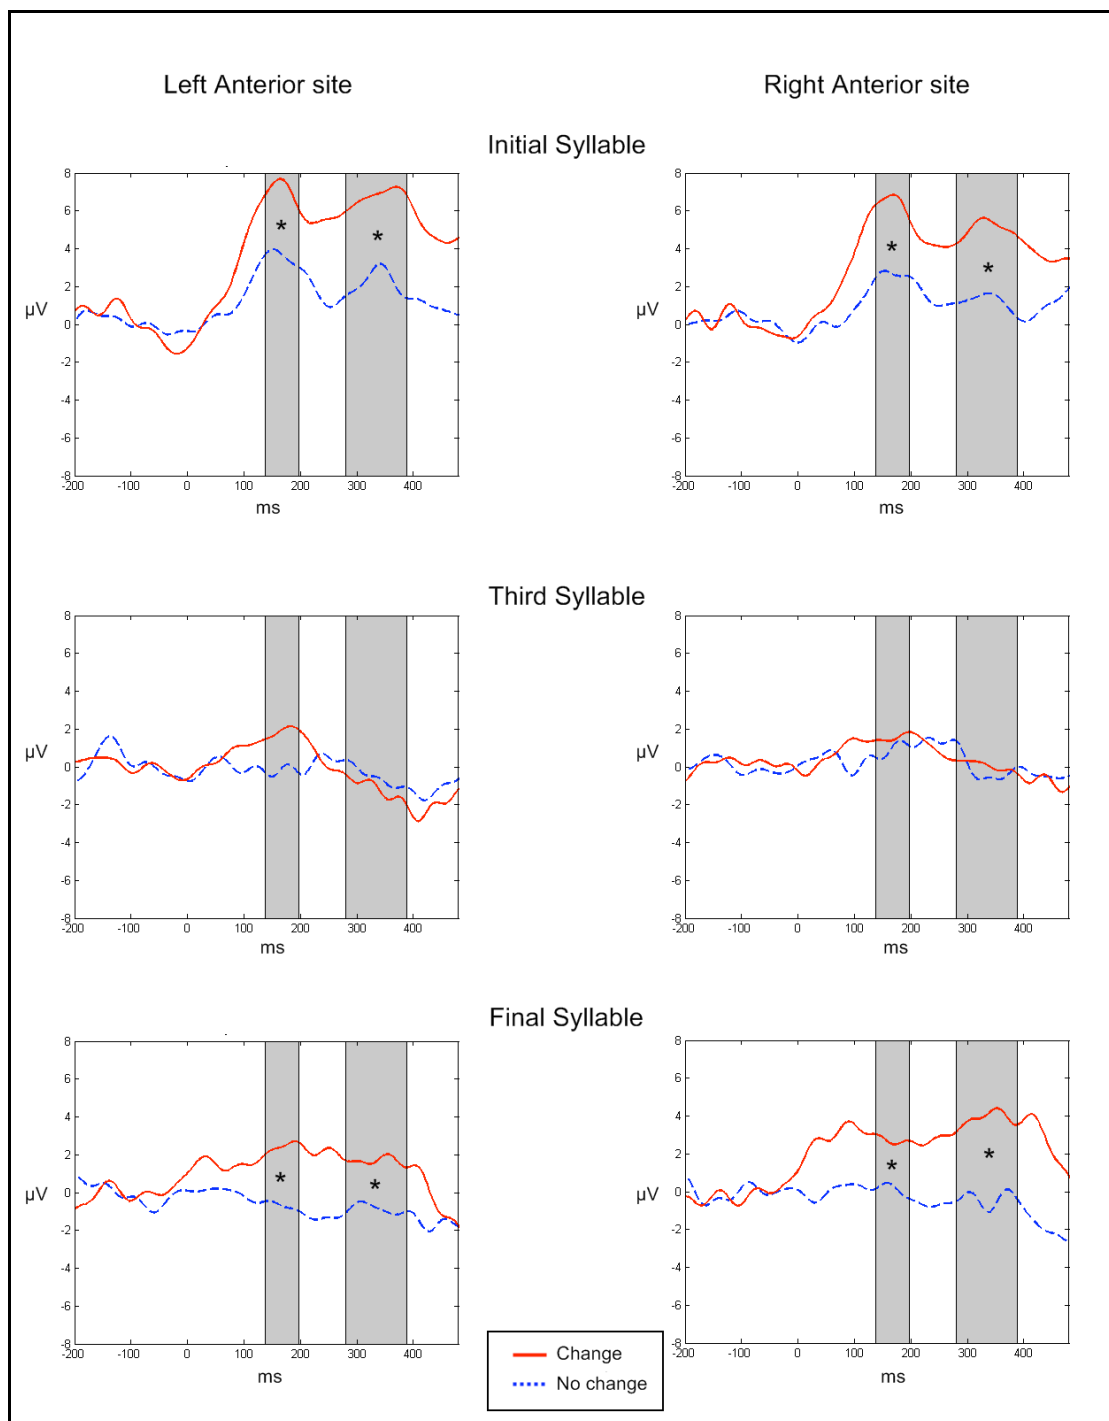 Left Anterior site Right Anterior site
Initial Syllable
8 8
6 6
* *
4 * 4 *
2 2
µV 0 µV 0
-2 -2
-4 -4
-6 -6
-8 -8
-200 -100 0 100 200 300 400 -200 -100 0 100 200 300 400
ms ms
Third Syllable
8 8
6 6
4 4
2 2
µV 0 µV 0
-2 -2
-4 -4
-6 -6
-8 -8
-200 -100 0 100 200 300 400 -200 -100 0 100 200 300 400
ms ms
Final Syllable
8 8
6 6
4 4
2 2 * *
µV 0 * * µV 0
-2 -2
-4 -4
-6 -6
-8 -8
-200 -100 0 100 200 300 400 -200 -100 0 100 200 300 400
ms ms
Change
No change